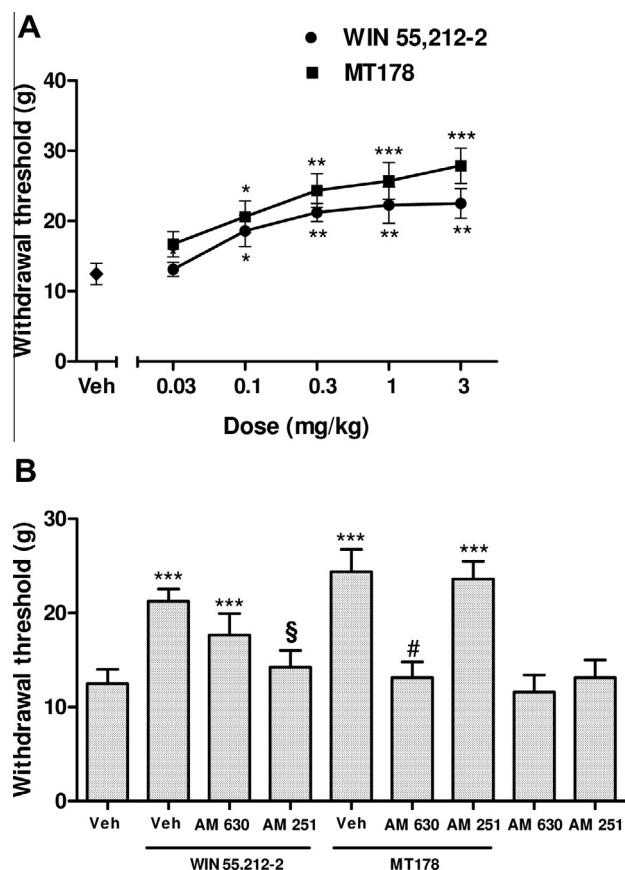 A
WIN 55,212-2
MT178
Withdrawal threshold (g)
40
30
20
10
0
***
***
**
*
*
*
**
**
**
Veh
0.03
0.1
0.3
1
3
Dose (mg/kg)
B
Withdrawal threshold (g)
30
20
10
0
***
***
§
***
#
***
Veh
Veh
AM 630
AM 251
Veh
AM 630
AM 251
AM 630
AM 251
WIN 55,212-2
MT178